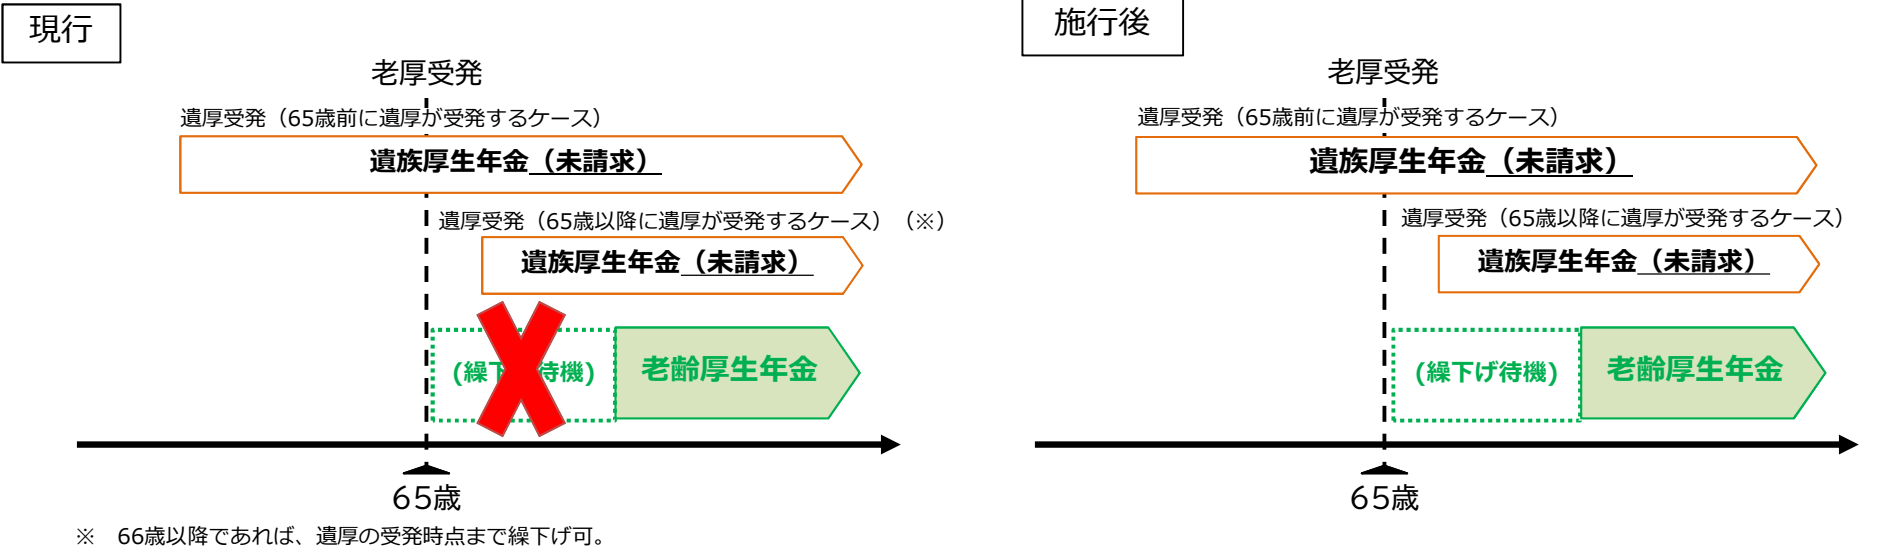 現行
老厚受発
遺厚受発（65歳前に遺厚が受発するケース）
遺族厚生年金（未請求）
遺厚受発（65歳以降に遺厚が受発するケース）（※）
遺族厚生年金（未請求）
(繰下 待機)
老齢厚生年金
65歳
※　66歳以降であれば、遺厚の受発時点まで繰下げ可。
施行後
老厚受発
遺厚受発（65歳前に遺厚が受発するケース）
遺族厚生年金（未請求）
遺厚受発（65歳以降に遺厚が受発するケース）
遺族厚生年金（未請求）
(繰下げ待機)
老齢厚生年金
65歳